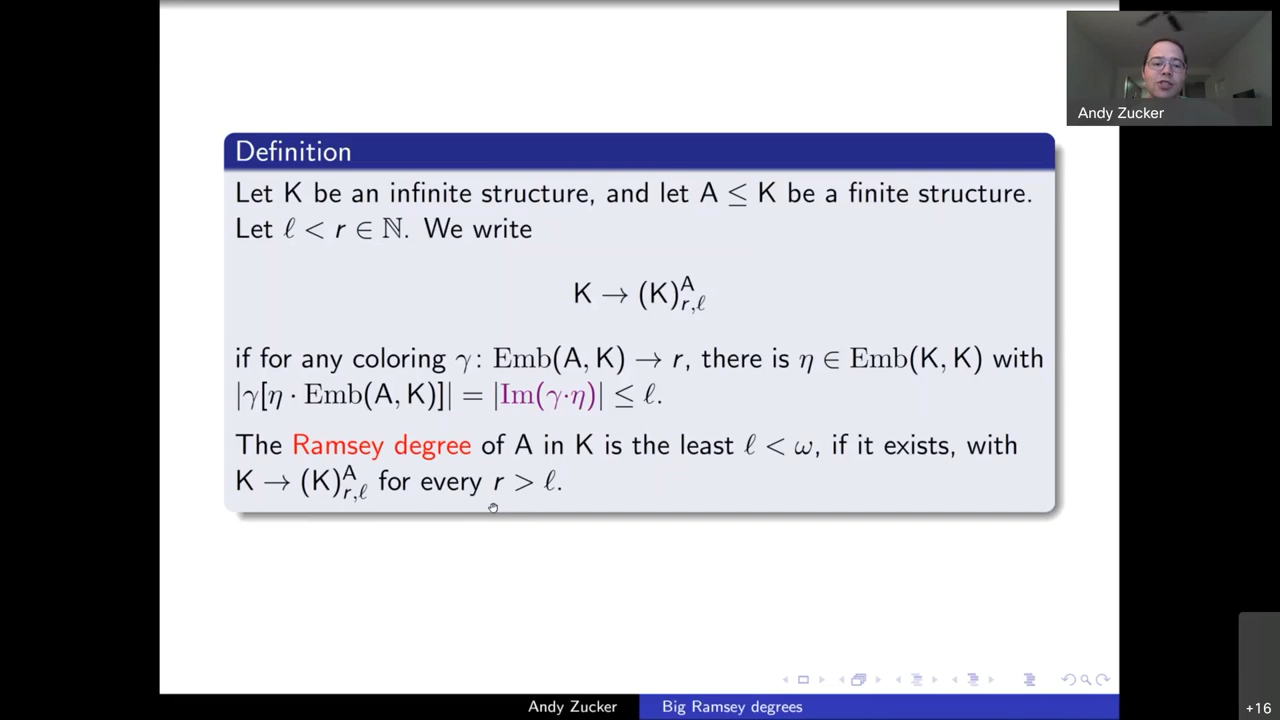 Andy Zucker
Definition
Let K be an infinite structure, and let A ≤ K be a finite structure.
Let ℓ < r ∈ ℕ. We write
K → (K)^A_{r,ℓ}
if for any coloring γ: Emb(A, K) → r, there is η ∈ Emb(K, K) with
|γ[η · Emb(A, K)]| = |Im(γ·η)| ≤ ℓ.
The Ramsey degree of A in K is the least ℓ < ω, if it exists, with
K → (K)^A_{r,ℓ} for every r > ℓ.
Andy Zucker
Big Ramsey degrees
+16